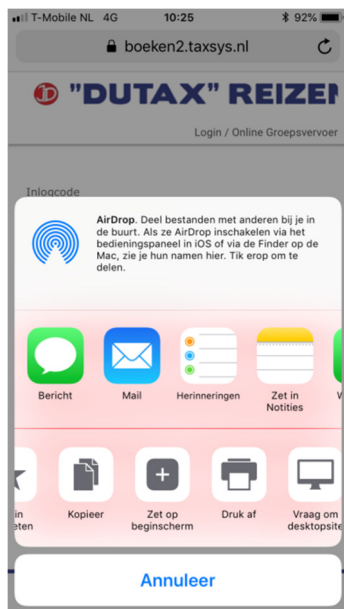 T-Mobile NL 4G 10:25 92%
boeken2.taxsys.nl
JD "DUTAX" REIZEN
Login / Online Groepsvervoer
Inlogcode
AirDrop. Deel bestanden met anderen bij je in
de buurt. Als ze AirDrop inschakelen via het
bedieningspaneel in iOS of via de Finder op de
Mac, zie je hun namen hier. Tik erop om te
delen.
Bericht
Mail
Herinneringen
Zet in
Notities
in
eten
Kopieer
Zet op
beginscherm
Druk af
Vraag om
desktopsite
Annuleer